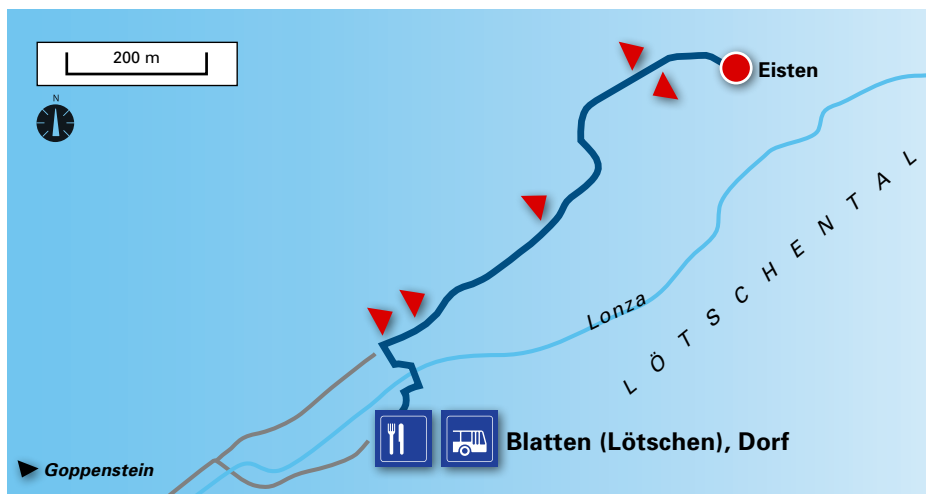 200 m
N
Eisten
LÖTSCHENTAL
Lonza
Blatten (Lötschen), Dorf
Goppenstein